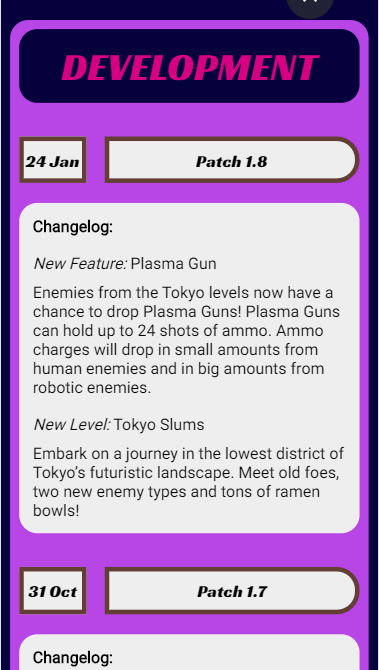 DEVELOPMENT
24 Jan
Patch 1.8
Changelog:
New Feature: Plasma Gun
Enemies from the Tokyo levels now have a
chance to drop Plasma Guns! Plasma Guns
can hold up to 24 shots of ammo. Ammo
charges will drop in small amounts from
human enemies and in big amounts from
robotic enemies.
New Level: Tokyo Slums
Embark on a journey in the lowest district of
Tokyo's futuristic landscape. Meet old foes,
two new enemy types and tons of ramen
bowls!
31 Oct
Patch 1.7
Changelog: